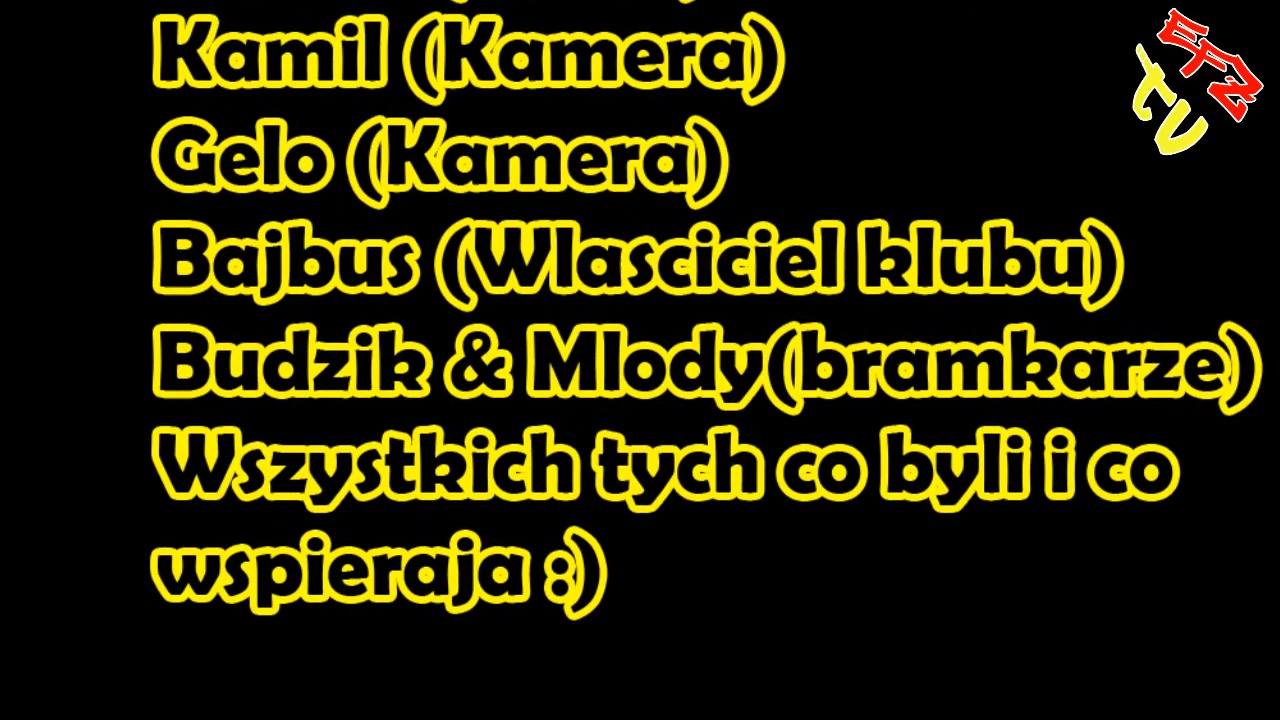 Kamil (Kamera)
Gelo (Kamera)
Bajbus (Wlasciciel klubu)
Budzik & Mlody(bramkarze)
Wszystkich tych co byli i co
wspieraja :)
EFZ
TV